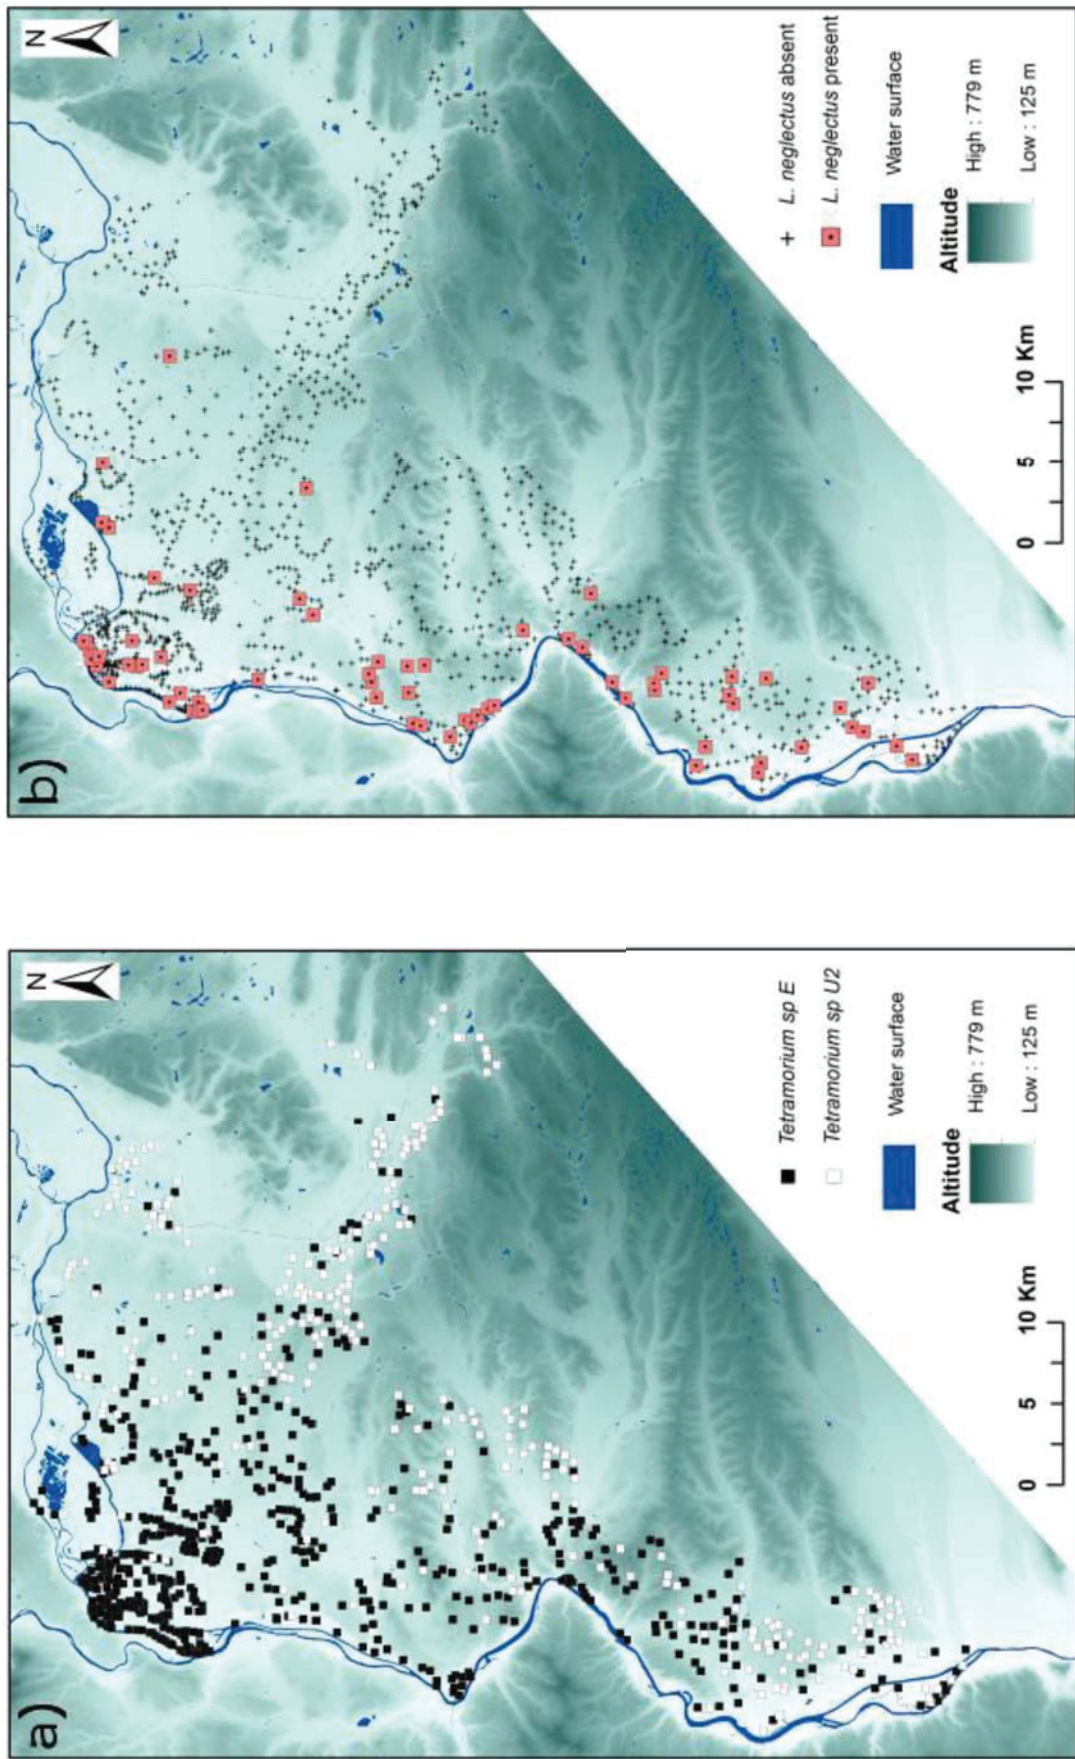 a)
N
Tetramorium sp E
Tetramorium sp U2
Water surface
Altitude
High : 779 m
Low : 125 m
0 5 10 Km
b)
N
L. neglectus absent
L. neglectus present
Water surface
Altitude
High : 779 m
Low : 125 m
0 5 10 Km